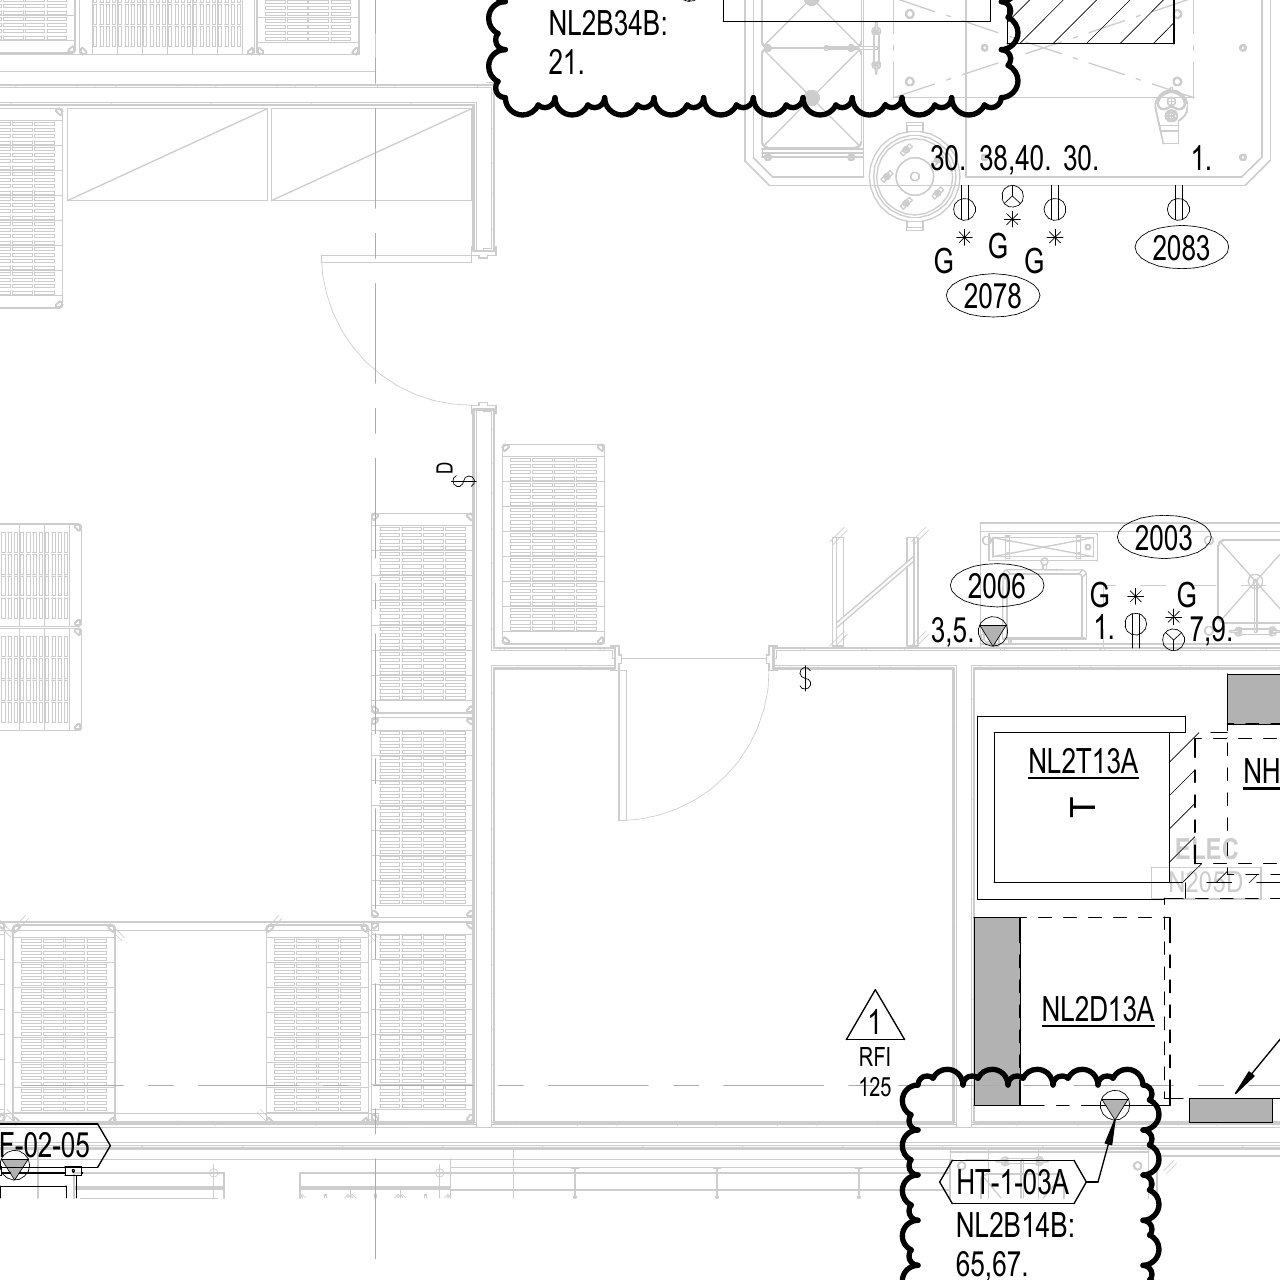 NL2B34B:
21.
30. 38,40. 30. 1.
G G G
2078
2083
D
$
2003
2006
G G
3,5. 1. 7,9.
$
NL2T13A
NH
T
ELEC
N205D
NL2D13A
1
RFI
125
F-02-05
HT-1-03A
NL2B14B:
65,67.